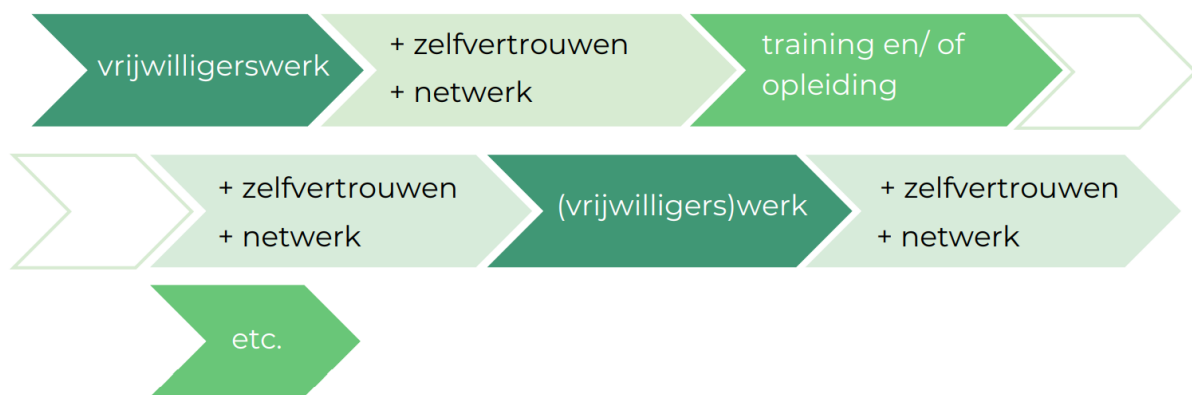 vrijwilligerswerk
+ zelfvertrouwen
+ netwerk
training en/ of
opleiding
+ zelfvertrouwen
+ netwerk
(vrijwilligers)werk
+ zelfvertrouwen
+ netwerk
etc.